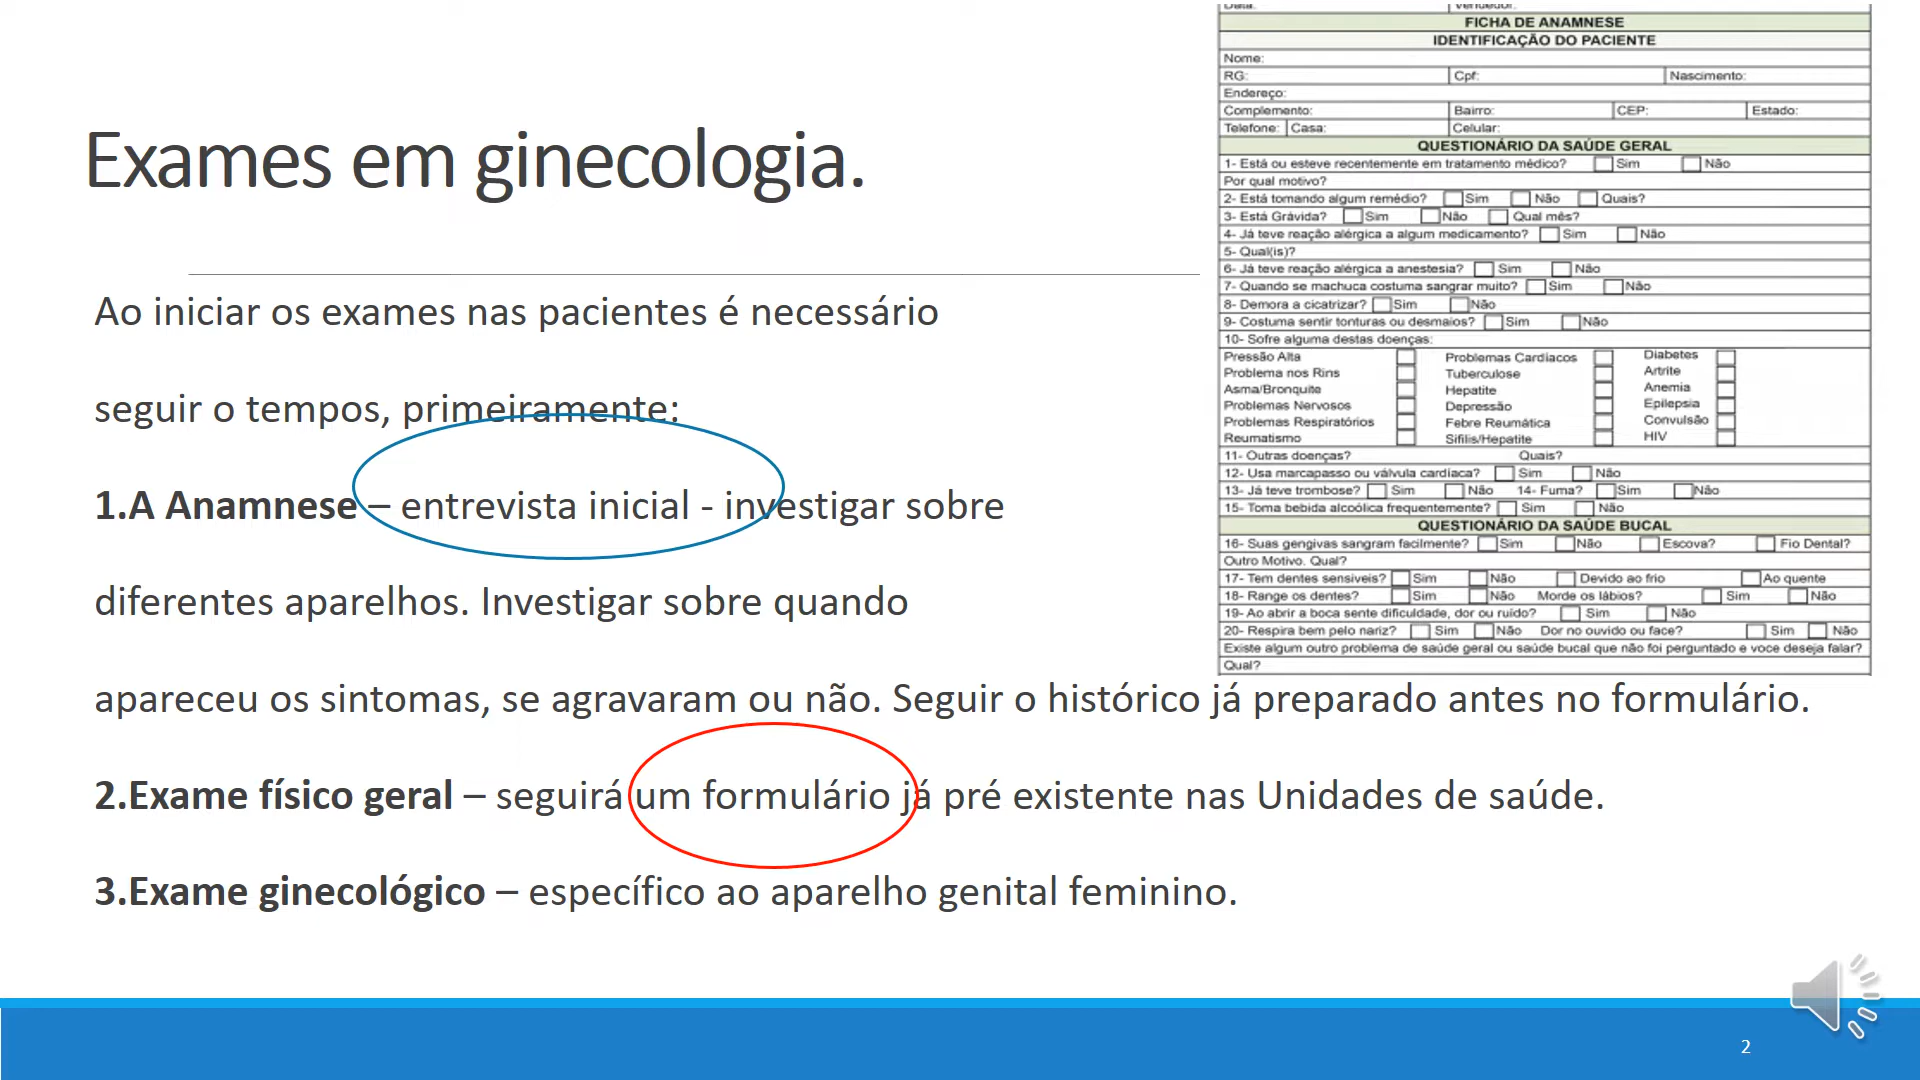 Exames em ginecologia.
Ao iniciar os exames nas pacientes é necessário
seguir o tempos, primeiramente:
1.A Anamnese – entrevista inicial - investigar sobre
diferentes aparelhos. Investigar sobre quando
apareceu os sintomas, se agravaram ou não. Seguir o histórico já preparado antes no formulário.
2.Exame físico geral – seguirá um formulário já pré existente nas Unidades de saúde.
3.Exame ginecológico – específico ao aparelho genital feminino.
Data: Vendedor:
FICHA DE ANAMNESE
IDENTIFICAÇÃO DO PACIENTE
Nome:
RG: Cpf: Nascimento:
Endereço:
Complemento: Bairro: CEP: Estado:
Telefone: Casa: Celular:
QUESTIONÁRIO DA SAÚDE GERAL
1- Está ou esteve recentemente em tratamento médico? Sim Não
Por qual motivo?
2- Está tomando algum remédio? Sim Não Quais?
3- Está Grávida? Sim Não Qual mês?
4- Já teve reação alérgica a algum medicamento? Sim Não
5- Qual(is)?
6- Já teve reação alérgica a anestesia? Sim Não
7- Quando se machuca costuma sangrar muito? Sim Não
8- Demora a cicatrizar? Sim Não
9- Costuma sentir tonturas ou desmaios? Sim Não
10- Sofre alguma destas doenças:
Pressão Alta Problemas Cardíacos Diabetes
Problema nos Rins Tuberculose Artrite
Asma/Bronquite Hepatite Anemia
Problemas Nervosos Depressão Epilepsia
Problemas Respiratórios Febre Reumática Convulsão
Reumatismo Sífilis/Hepatite HIV
11- Outras doenças? Quais?
12- Usa marcapasso ou válvula cardíaca? Sim Não
13- Já teve trombose? Sim Não 14- Fuma? Sim Não
15- Toma bebida alcoólica frequentemente? Sim Não
QUESTIONÁRIO DA SAÚDE BUCAL
16- Suas gengivas sangram facilmente? Sim Não Escova? Fio Dental?
Outro Motivo. Qual?
17- Tem dentes sensiveis? Sim Não Devido ao frio Ao quente
18- Range os dentes? Sim Não Morde os lábios? Sim Não
19- Ao abrir a boca sente dificuldade, dor ou ruído? Sim Não
20- Respira bem pelo nariz? Sim Não Dor no ouvido ou face? Sim Não
Existe algum outro problema de saúde geral ou saúde bucal que não foi perguntado e voce deseja falar?
Qual?
2